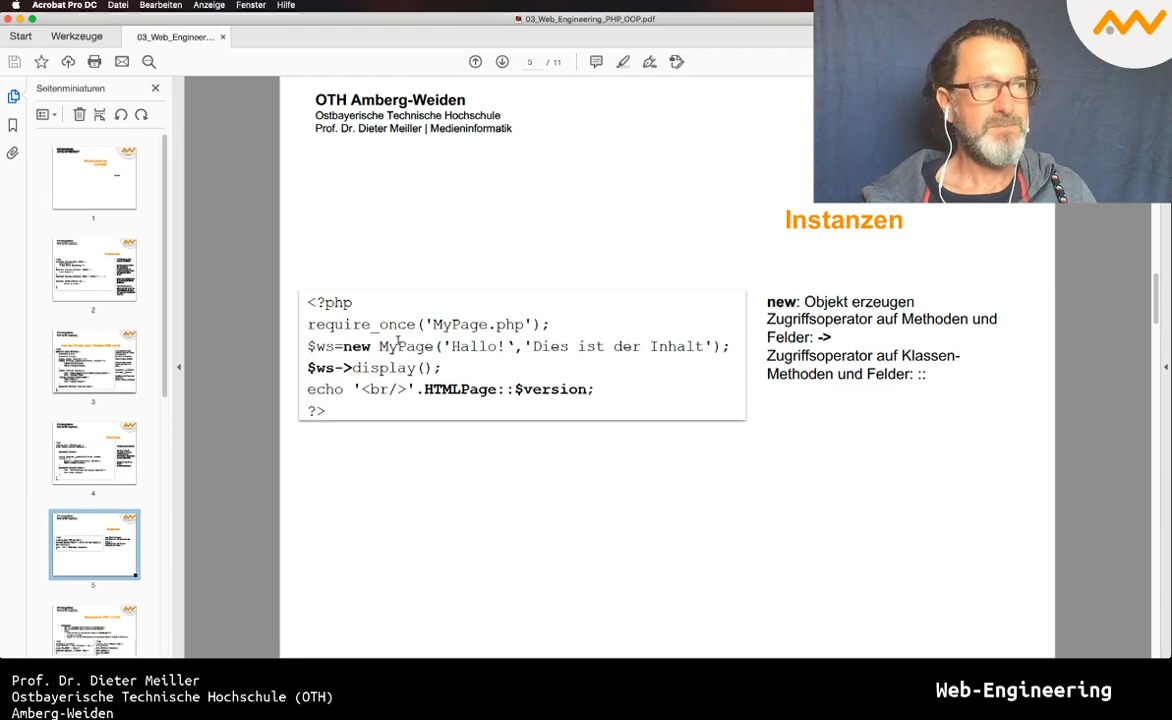 Acrobat Pro DC Datei Bearbeiten Anzeige Fenster Hilfe
03_Web_Engineering_PHP_OOP.pdf
Start Werkzeuge 03_Web_Engineer... ×
5 / 11
Seitenminiaturen
OTH Amberg-Weiden
Ostbayerische Technische Hochschule
Prof. Dr. Dieter Meiller | Medieninformatik
Instanzen
<?php
require_once('MyPage.php');
$ws=new MyPage('Hallo!‛,'Dies ist der Inhalt');
$ws->display();
echo '<br/>'.HTMLPage::$version;
?>
new: Objekt erzeugen
Zugriffsoperator auf Methoden und
Felder: ->
Zugriffsoperator auf Klassen-
Methoden und Felder: ::
1
2
3
4
5
Prof. Dr. Dieter Meiller
Ostbayerische Technische Hochschule (OTH)
Amberg-Weiden
Web-Engineering